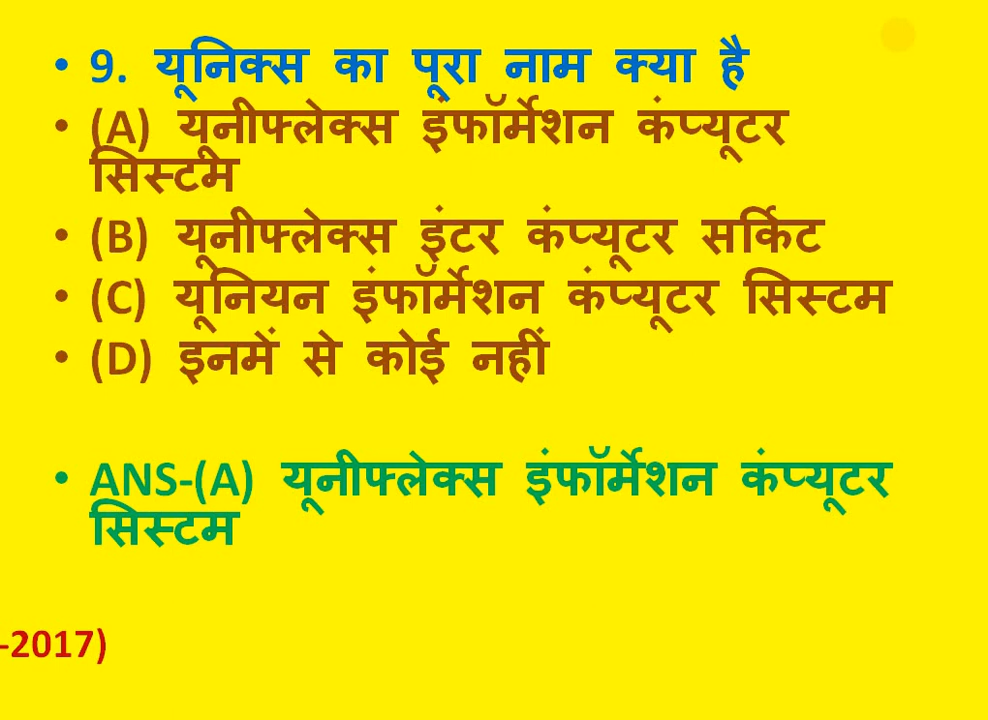 • 9. यूनिक्स का पूरा नाम क्या है
• (A) यूनीफ्लेक्स इंफॉर्मेशन कंप्यूटर
सिस्टम
• (B) यूनीफ्लेक्स इंटर कंप्यूटर सर्किट
• (C) यूनियन इंफॉर्मेशन कंप्यूटर सिस्टम
• (D) इनमें से कोई नहीं
• ANS-(A) यूनीफ्लेक्स इंफॉर्मेशन कंप्यूटर
सिस्टम
-2017)